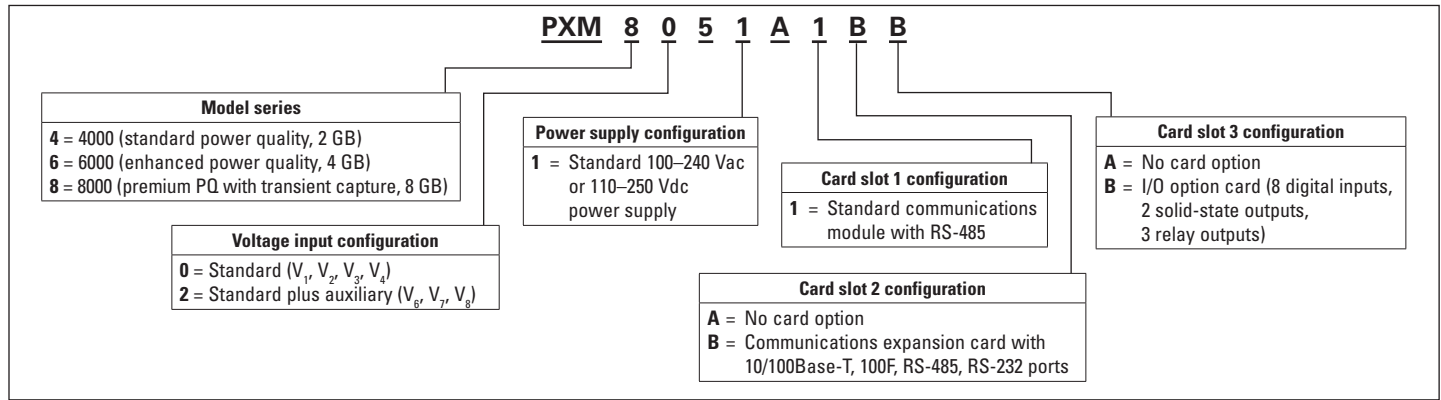 PXM 8 0 5 1 A 1 B B
Model series
4 = 4000 (standard power quality, 2 GB)
6 = 6000 (enhanced power quality, 4 GB)
8 = 8000 (premium PQ with transient capture, 8 GB)
Voltage input configuration
0 = Standard (V₁, V₂, V₃, V₄)
2 = Standard plus auxiliary (V₆, V₇, V₈)
Power supply configuration
1 = Standard 100–240 Vac
or 110–250 Vdc
power supply
Card slot 1 configuration
1 = Standard communications
module with RS-485
Card slot 2 configuration
A = No card option
B = Communications expansion card with
10/100Base-T, 100F, RS-485, RS-232 ports
Card slot 3 configuration
A = No card option
B = I/O option card (8 digital inputs,
2 solid-state outputs,
3 relay outputs)